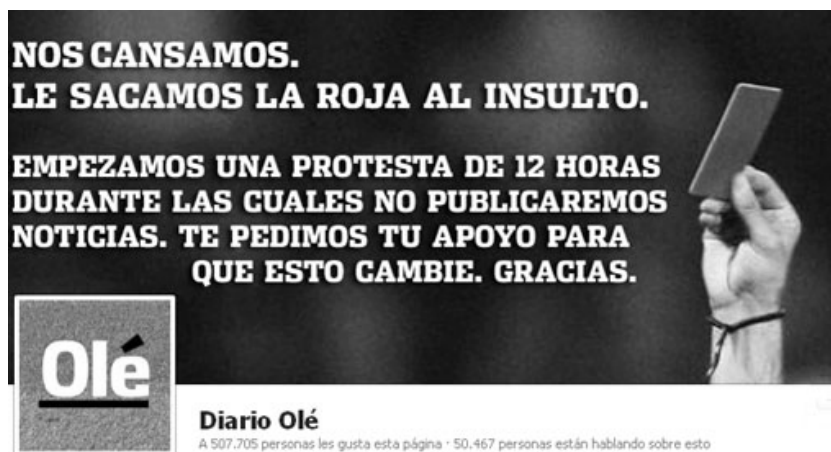 NOS CANSAMOS.
LE SACAMOS LA ROJA AL INSULTO.
EMPEZAMOS UNA PROTESTA DE 12 HORAS
DURANTE LAS CUALES NO PUBLICAREMOS
NOTICIAS. TE PEDIMOS TU APOYO PARA
QUE ESTO CAMBIE. GRACIAS.
Olé
Diario Olé
A 507.705 personas les gusta esta página · 50.467 personas están hablando sobre esto